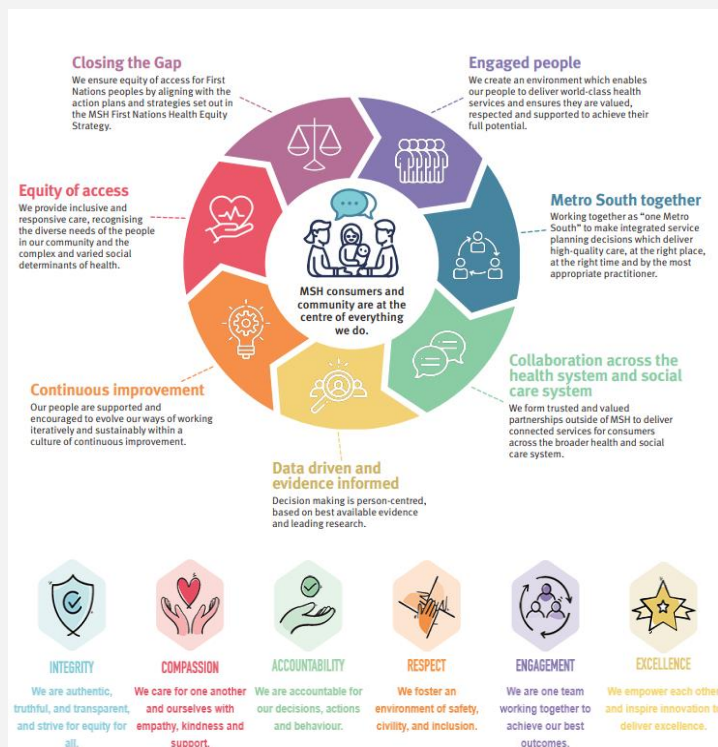 Closing the Gap
We ensure equity of access for First
Nations peoples by aligning with the
action plans and strategies set out in
the MSH First Nations Health Equity
Strategy.
Engaged people
We create an environment which enables
our people to deliver world-class health
services and ensures they are valued,
respected and supported to achieve their
full potential.
Equity of access
We provide inclusive and
responsive care, recognising
the diverse needs of the people
in our community and the
complex and varied social
determinants of health.
Metro South together
Working together as “one Metro
South” to make integrated service
planning decisions which deliver
high-quality care, at the right place,
at the right time and by the most
appropriate practitioner.
MSH consumers and
community are at the
centre of everything
we do.
Continuous improvement
Our people are supported and
encouraged to evolve our ways of working
iteratively and sustainably within a
culture of continuous improvement.
Collaboration across the
health system and social
care system
We form trusted and valued
partnerships outside of MSH to deliver
connected services for consumers
across the broader health and social
care system.
Data driven and
evidence informed
Decision making is person-centred,
based on best available evidence
and leading research.
INTEGRITY
We are authentic,
truthful, and transparent,
and strive for equity for
all.
COMPASSION
We care for one another
and ourselves with
empathy, kindness and
support.
ACCOUNTABILITY
We are accountable for
our decisions, actions
and behaviour.
RESPECT
We foster an
environment of safety,
civility, and inclusion.
ENGAGEMENT
We are one team
working together to
achieve our best
outcomes.
EXCELLENCE
We empower each other
and inspire innovation to
deliver excellence.